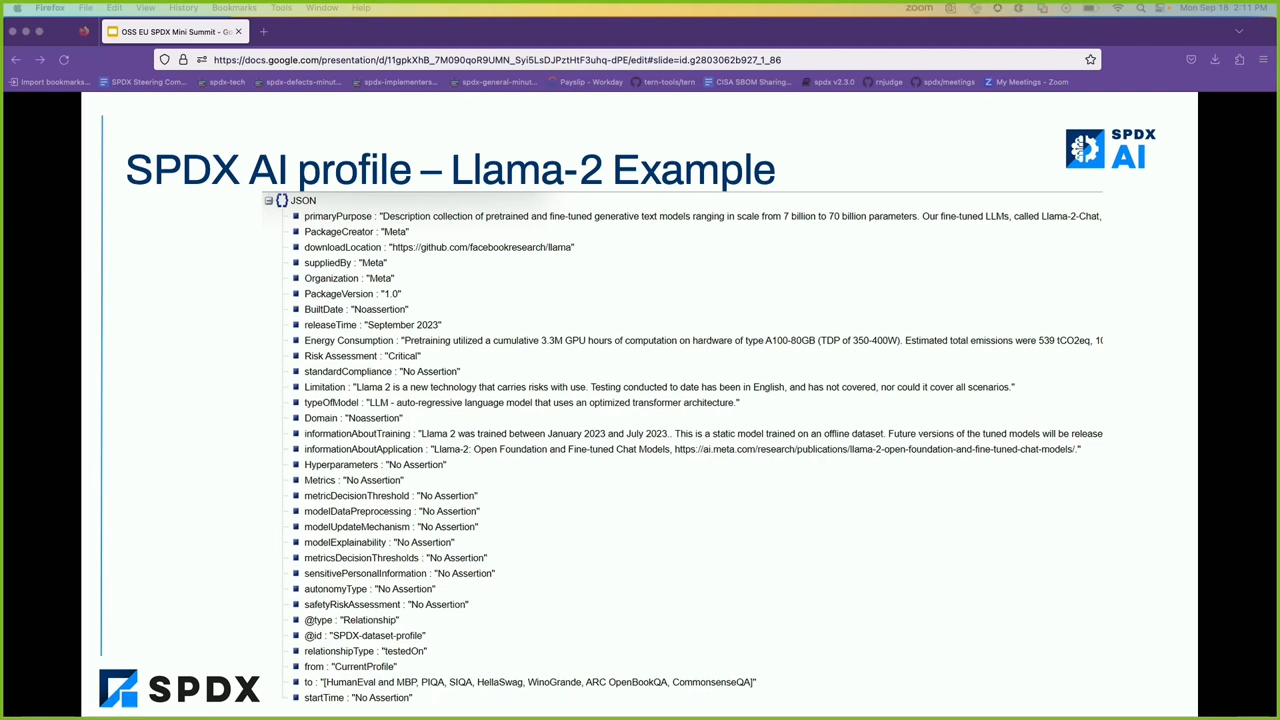 Firefox File Edit View History Bookmarks Tools Window Help zoom Mon Sep 18 2:11 PM
OSS EU SPDX Mini Summit - Go
https://docs.google.com/presentation/d/11gpkXhB_7M090qoR9UMN_Syi5LsDJPztHtF3uhq-dPE/edit#slide=id.g2803062b927_1_86
Import bookmarks... SPDX Steering Com... spdx-tech spdx-defects-minut... spdx-implementers... spdx-general-minut... Payslip - Workday tern-tools/tern CISA SBOM Sharing... spdx v2.3.0 rnjudge spdx/meetings My Meetings - Zoom
SPDX AI
SPDX AI profile – Llama-2 Example
JSON
primaryPurpose : "Description collection of pretrained and fine-tuned generative text models ranging in scale from 7 billion to 70 billion parameters. Our fine-tuned LLMs, called Llama-2-Chat,
PackageCreator : "Meta"
downloadLocation : "https://github.com/facebookresearch/llama"
suppliedBy : "Meta"
Organization : "Meta"
PackageVersion : "1.0"
BuiltDate : "Noassertion"
releaseTime : "September 2023"
Energy Consumption : "Pretraining utilized a cumulative 3.3M GPU hours of computation on hardware of type A100-80GB (TDP of 350-400W). Estimated total emissions were 539 tCO2eq, 10
Risk Assessment : "Critical"
standardCompliance : "No Assertion"
Limitation : "Llama 2 is a new technology that carries risks with use. Testing conducted to date has been in English, and has not covered, nor could it cover all scenarios."
typeOfModel : "LLM - auto-regressive language model that uses an optimized transformer architecture."
Domain : "Noassertion"
informationAboutTraining : "Llama 2 was trained between January 2023 and July 2023.. This is a static model trained on an offline dataset. Future versions of the tuned models will be release
informationAboutApplication : "Llama-2: Open Foundation and Fine-tuned Chat Models, https://ai.meta.com/research/publications/llama-2-open-foundation-and-fine-tuned-chat-models/."
Hyperparameters : "No Assertion"
Metrics : "No Assertion"
metricDecisionThreshold : "No Assertion"
modelDataPreprocessing : "No Assertion"
modelUpdateMechanism : "No Assertion"
modelExplainability : "No Assertion"
metricsDecisionThresholds : "No Assertion"
sensitivePersonalInformation : "No Assertion"
autonomyType : "No Assertion"
safetyRiskAssessment : "No Assertion"
@type : "Relationship"
@id : "SPDX-dataset-profile"
relationshipType : "testedOn"
from : "CurrentProfile"
to : "[HumanEval and MBP, PIQA, SIQA, HellaSwag, WinoGrande, ARC OpenBookQA, CommonsenseQA]"
startTime : "No Assertion"
SPDX